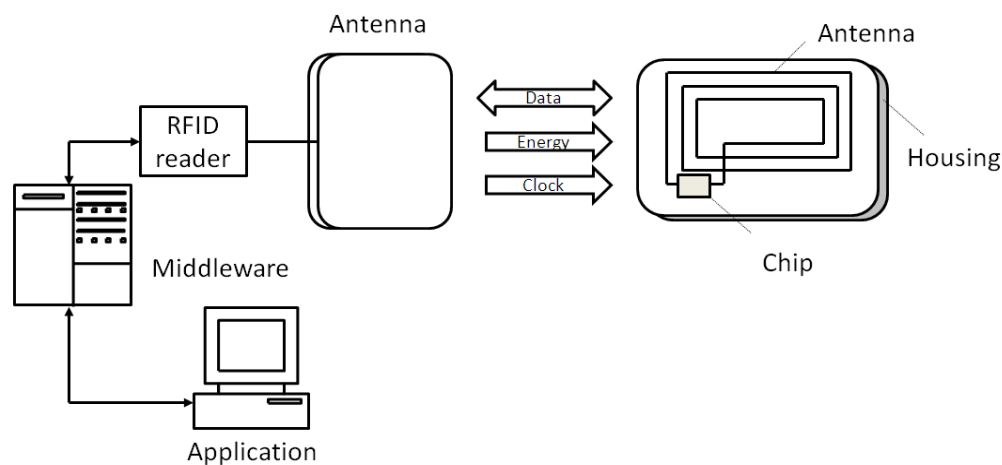 Antenna
Antenna
RFID
reader
Data
Energy
Clock
Housing
Chip
Middleware
Application